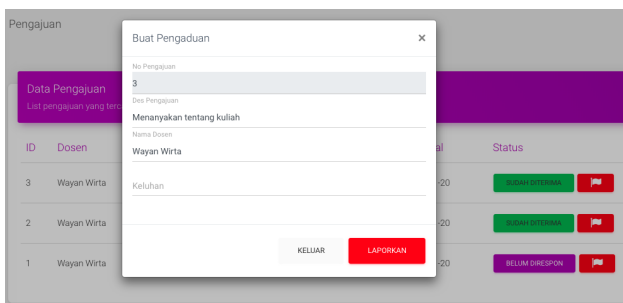 Pengajuan
Buat Pengaduan ×
No Pengajuan
3
Des Pengajuan
Menanyakan tentang kuliah
Nama Dosen
Wayan Wirta
Keluhan
KELUAR LAPORKAN
Data Pengajuan
List pengajuan yang
ID Dosen al Status
3 Wayan Wirta -20 SUDAH DITERIMA
2 Wayan Wirta -20 SUDAH DITERIMA
1 Wayan Wirta -20 BELUM DIRESPON